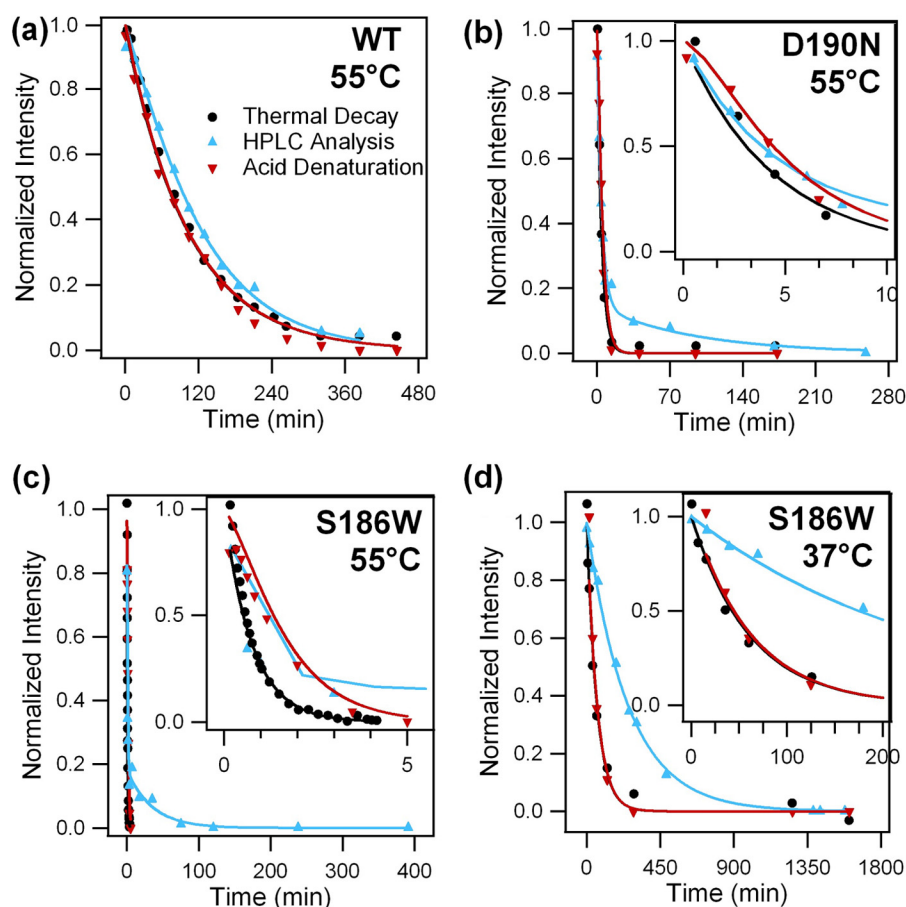 (a)
WT
55°C
Thermal Decay
HPLC Analysis
Acid Denaturation
Normalized Intensity
1.0
0.8
0.6
0.4
0.2
0.0
0 120 240 360 480
Time (min)
(b)
D190N
55°C
Normalized Intensity
1.0
0.8
0.6
0.4
0.2
0.0
0 70 140 210 280
Time (min)
1.0
0.5
0.0
0 5 10
(c)
S186W
55°C
Normalized Intensity
1.0
0.8
0.6
0.4
0.2
0.0
0 100 200 300 400
Time (min)
1.0
0.5
0.0
0 5
(d)
S186W
37°C
Normalized Intensity
1.0
0.8
0.6
0.4
0.2
0.0
0 450 900 1350 1800
Time (min)
1.0
0.5
0.0
0 100 200